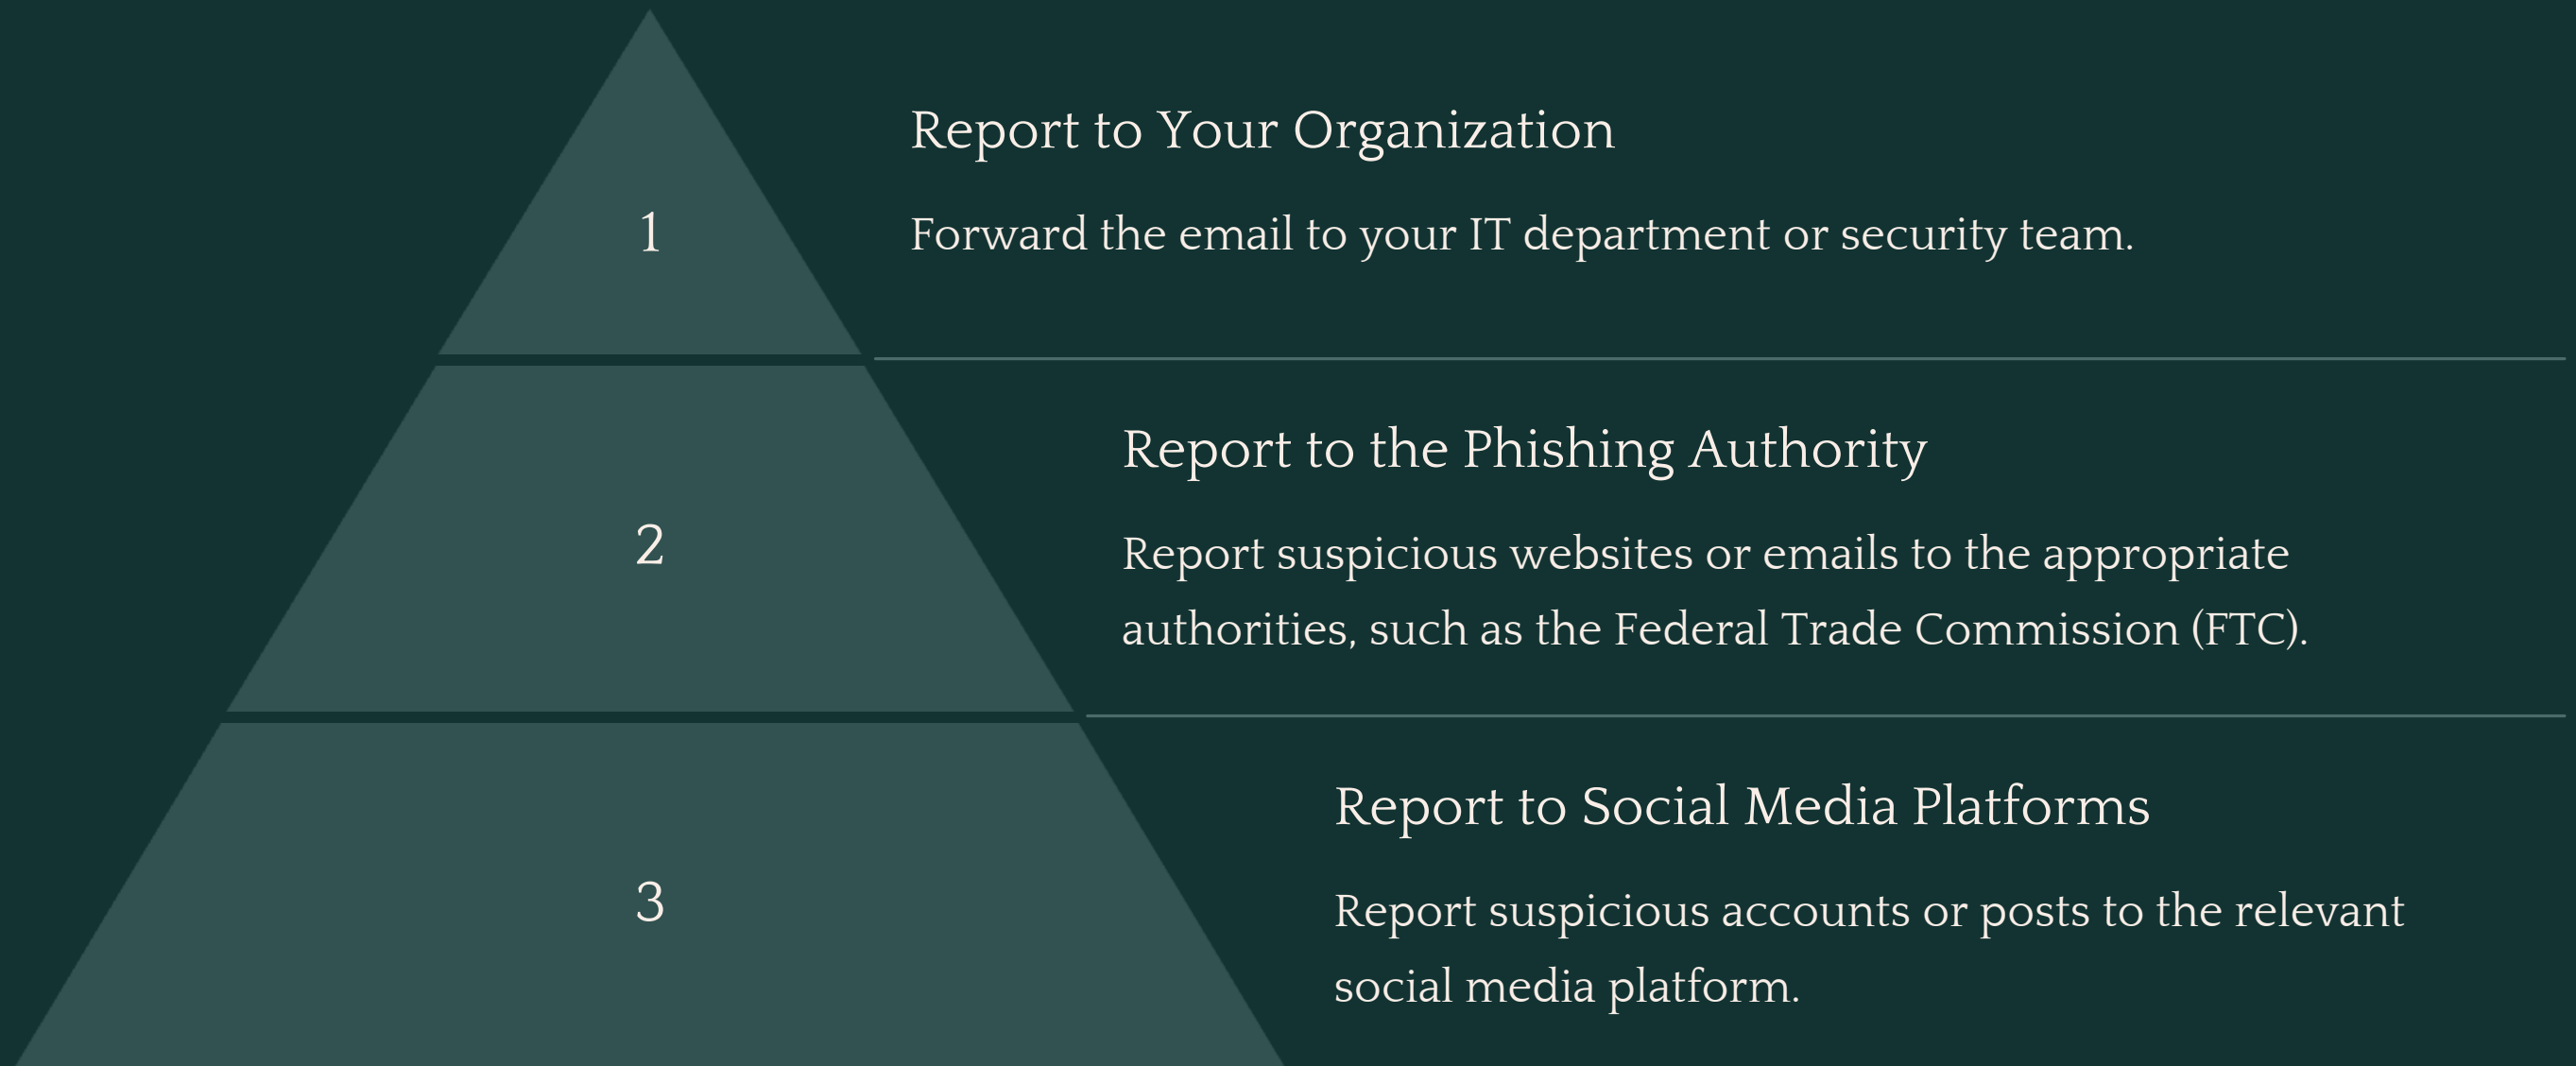 1
Report to Your Organization
Forward the email to your IT department or security team.
2
Report to the Phishing Authority
Report suspicious websites or emails to the appropriate
authorities, such as the Federal Trade Commission (FTC).
3
Report to Social Media Platforms
Report suspicious accounts or posts to the relevant
social media platform.